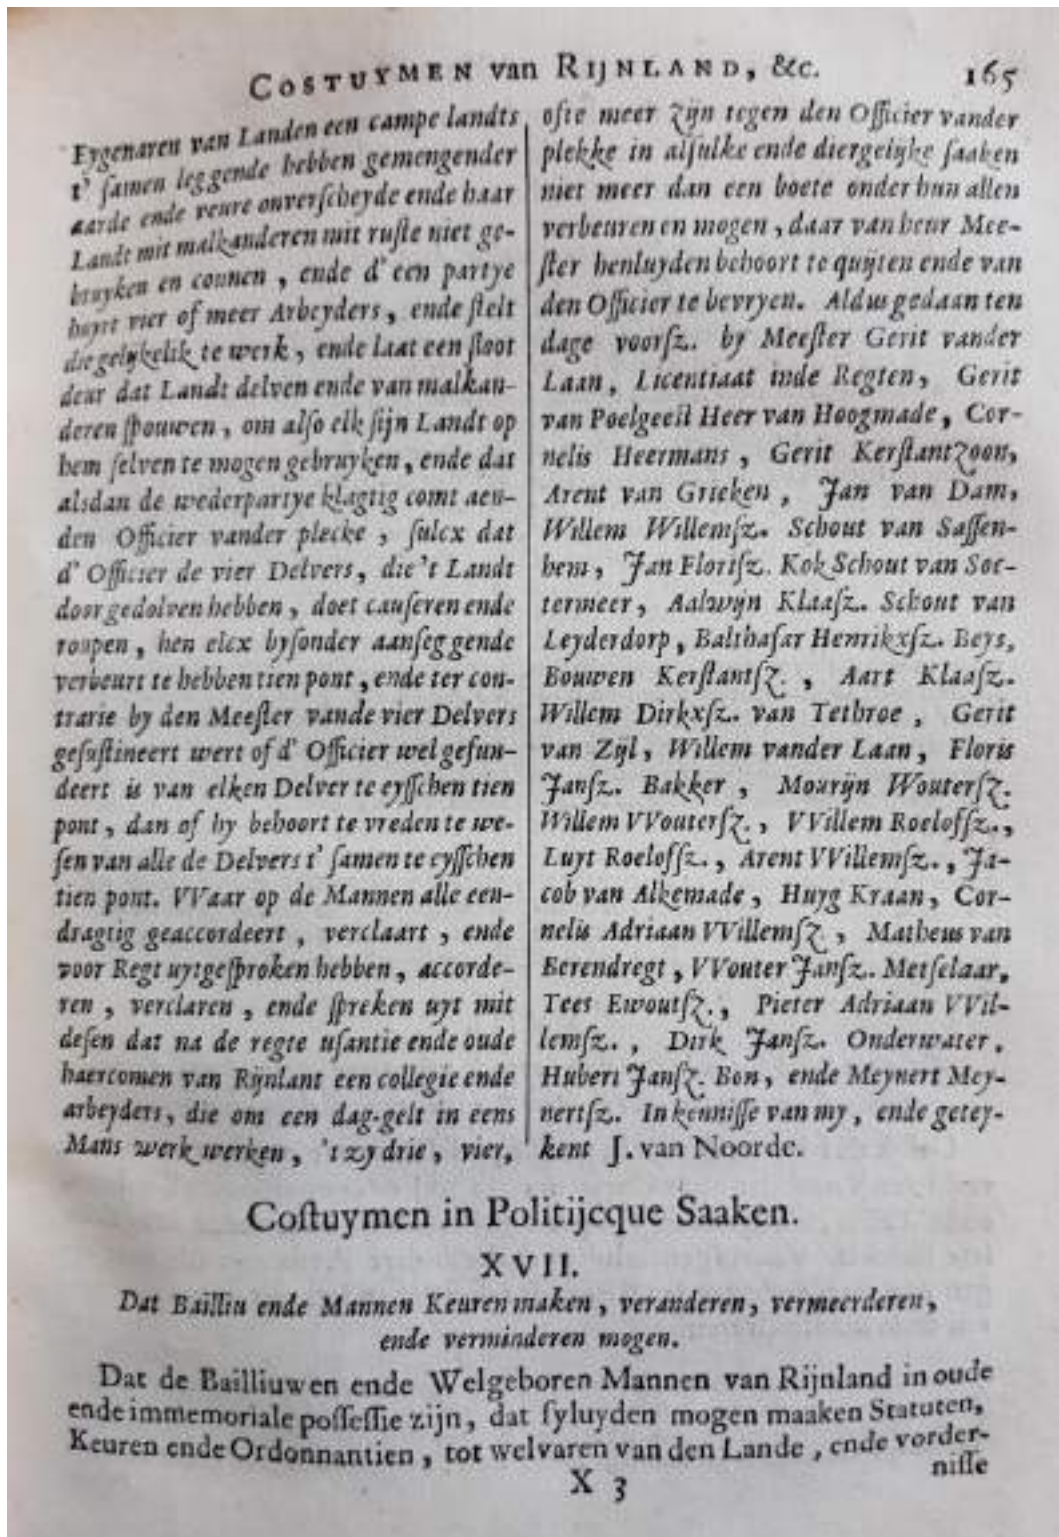 COSTUYMEN van RIJNLAND, &c. 165
Eygenaren van Landen een campe landts
t' samen leggende hebben gemengender
aarde ende veure onverscheyde ende haar
Landt mit malkanderen mit ruste niet ge-
bruyken en connen, ende d' een partye
huyrt vier of meer Arbeyders, ende stelt
die gelijkelik te werk, ende laat een sloot
deur dat Landt delven ende van malkan-
deren spouwen, om also elk sijn Landt op
hem selven te mogen gebruyken, ende dat
alsdan de wederpartye klagtig comt aen-
den Officier vander plecke, sulcx dat
d' Officier de vier Delvers, die 't Landt
doorgedolven hebben, doet causeren ende
roupen, hen elcx bysonder aanseggende
verbeurt te hebben tien pont, ende ter con-
trarie by den Meester vande vier Delvers
gesustineert wert of d' Officier wel gefun-
deert is van elken Delver te eysschen tien
pont, dan of hy behoort te vreden te we-
sen van alle de Delvers t' samen te eysschen
tien pont. VVaar op de Mannen alle een-
dragtig geaccordeert, verclaart, ende
voor Regt uytgesproken hebben, accorde-
ren, verclaren, ende spreken uyt mit
desen dat na de regte usantie ende oude
haercomen van Rijnlant een collegie ende
arbeyders, die om een dag-gelt in eens
Mans werk werken, 't zy drie, vier,
ofte meer zijn tegen den Officier vander
plekke in alsulke ende diergelijke saaken
niet meer dan een boete onder hun allen
verbeuren en mogen, daar van heur Mee-
ster henluyden behoort te quijten ende van
den Officier te bevryen. Aldus gedaan ten
dage voorsz. by Meester Gerit vander
Laan, Licentiaat inde Regten, Gerit
van Poelgeest Heer van Hoogmade, Cor-
nelis Heermans, Gerit Kerstantzoon,
Arent van Grieken, Jan van Dam,
Willem Willemsz. Schout van Sassen-
hem, Jan Florisz. Kok Schout van Soe-
termeer, Aalwijn Klaasz. Schout van
Leyderdorp, Balthasar Henrikxsz. Beys,
Bouwen Kerstantsz., Aart Klaasz.
Willem Dirkxsz. van Tetbroe, Gerit
van Zijl, Willem vander Laan, Floris
Jansz. Bakker, Mourijn Woutersz.
Willem VVoutersz., VVillem Roelofsz.,
Luyt Roelofsz., Arent VVillemsz., Ja-
cob van Alkemade, Huyg Kraan, Cor-
nelis Adriaan VVillemsz, Matheus van
Berendregt, VVouter Jansz. Metselaar,
Tees Ewoutsz., Pieter Adriaan VVil-
lemsz., Dirk Jansz. Onderwater,
Hubert Jansz. Bon, ende Meynert Mey-
nertsz. In kennisse van my, ende getey-
kent J. van Noorde.
Costuymen in Politijcque Saaken.
XVII.
Dat Bailliu ende Mannen Keuren maken, veranderen, vermeerderen,
ende verminderen mogen.
Dat de Bailliuwen ende Welgeboren Mannen van Rijnland in oude
ende immemoriale possessie zijn, dat syluyden mogen maaken Statuten,
Keuren ende Ordonnantien, tot welvaren van den Lande, ende vorder-
nisse
X 3